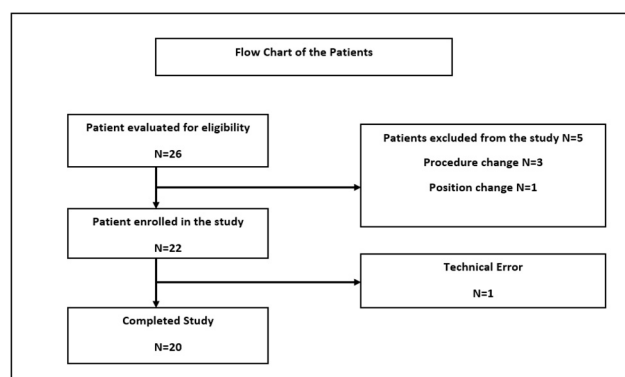 Flow Chart of the Patients
Patient evaluated for eligibility
N=26
Patients excluded from the study N=5
Procedure change N=3
Position change N=1
Patient enrolled in the study
N=22
Technical Error
N=1
Completed Study
N=20